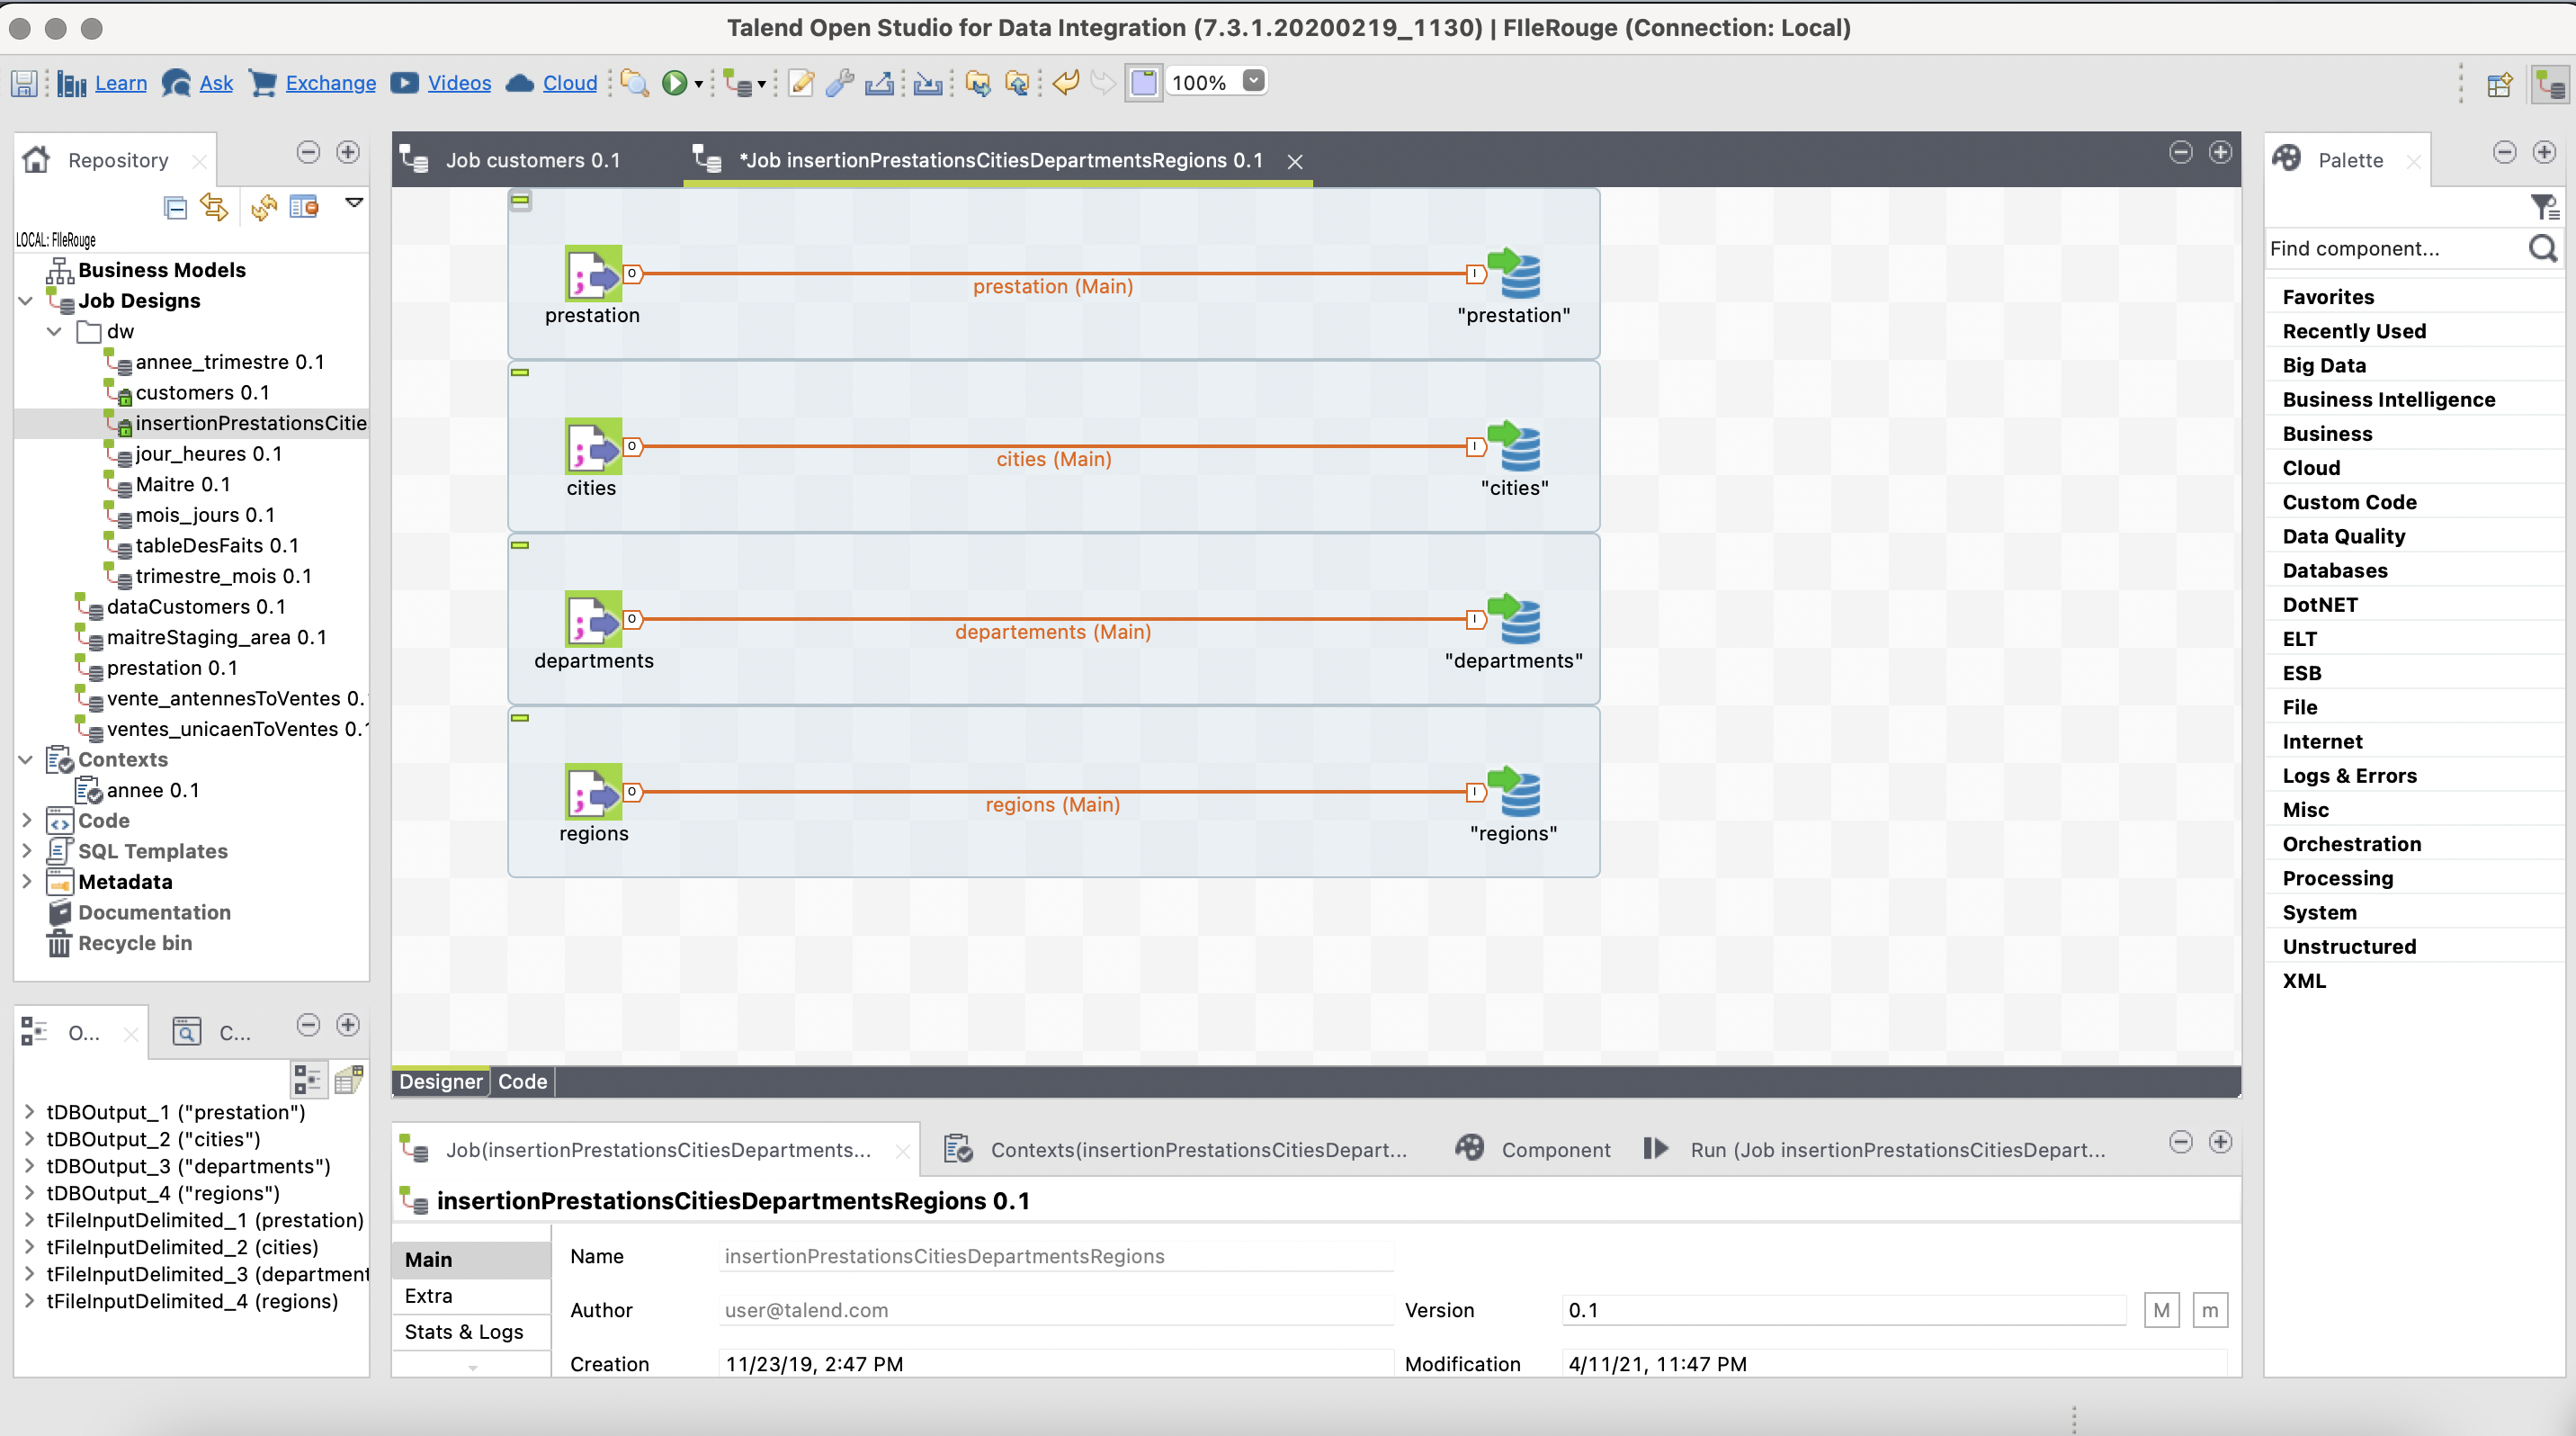 Talend Open Studio for Data Integration (7.3.1.20200219_1130) | FIleRouge (Connection: Local)
Learn Ask Exchange Videos Cloud 100%
Repository
LOCAL: FIleRouge
Business Models
Job Designs
dw
annee_trimestre 0.1
customers 0.1
insertionPrestationsCitie
jour_heures 0.1
Maitre 0.1
mois_jours 0.1
tableDesFaits 0.1
trimestre_mois 0.1
dataCustomers 0.1
maitreStaging_area 0.1
prestation 0.1
vente_antennesToVentes 0.
ventes_unicaenToVentes 0.1
Contexts
annee 0.1
Code
SQL Templates
Metadata
Documentation
Recycle bin
O...
C...
tDBOutput_1 ("prestation")
tDBOutput_2 ("cities")
tDBOutput_3 ("departments")
tDBOutput_4 ("regions")
tFileInputDelimited_1 (prestation)
tFileInputDelimited_2 (cities)
tFileInputDelimited_3 (department
tFileInputDelimited_4 (regions)
Job customers 0.1
*Job insertionPrestationsCitiesDepartmentsRegions 0.1
O
I
prestation (Main)
prestation
"prestation"
O
I
cities (Main)
cities
"cities"
O
I
departements (Main)
departments
"departments"
O
I
regions (Main)
regions
"regions"
Designer
Code
Job(insertionPrestationsCitiesDepartments...
Contexts(insertionPrestationsCitiesDepart...
Component
Run (Job insertionPrestationsCitiesDepart...
insertionPrestationsCitiesDepartmentsRegions 0.1
Main
Extra
Stats & Logs
Name insertionPrestationsCitiesDepartmentsRegions
Author user@talend.com Version 0.1 M m
Creation 11/23/19, 2:47 PM Modification 4/11/21, 11:47 PM
Palette
Find component...
Favorites
Recently Used
Big Data
Business Intelligence
Business
Cloud
Custom Code
Data Quality
Databases
DotNET
ELT
ESB
File
Internet
Logs & Errors
Misc
Orchestration
Processing
System
Unstructured
XML